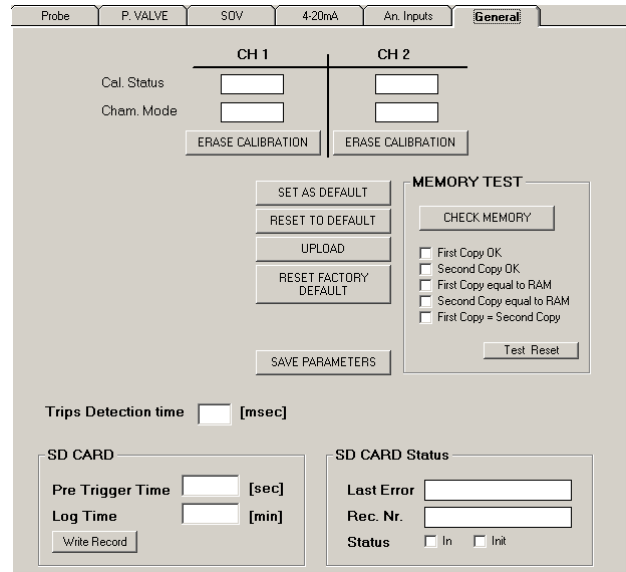 Probe P. VALVE SOV 4-20mA An. Inputs General
CH 1 CH 2
Cal. Status
Cham. Mode
ERASE CALIBRATION ERASE CALIBRATION
SET AS DEFAULT
RESET TO DEFAULT
UPLOAD
RESET FACTORY
DEFAULT
SAVE PARAMETERS
MEMORY TEST
CHECK MEMORY
First Copy OK
Second Copy OK
First Copy equal to RAM
Second Copy equal to RAM
First Copy = Second Copy
Test Reset
Trips Detection time [msec]
SD CARD
Pre Trigger Time [sec]
Log Time [min]
Write Record
SD CARD Status
Last Error
Rec. Nr.
Status In Init